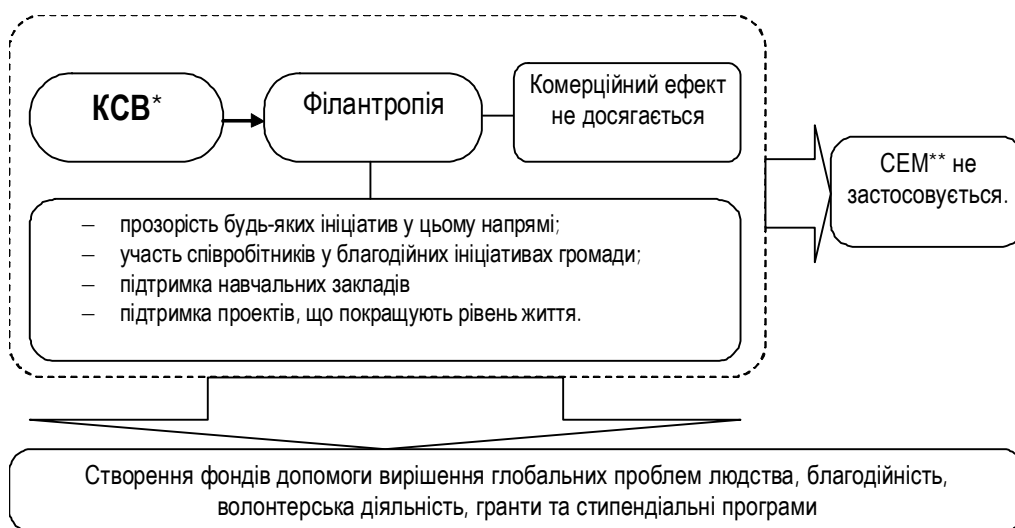 КСВ*
Філантропія
Комерційний ефект
не досягається
СЕМ** не
застосовується.
– прозорість будь-яких ініціатив у цьому напрямі;
– участь співробітників у благодійних ініціативах громади;
– підтримка навчальних закладів
– підтримка проектів, що покращують рівень життя.
Створення фондів допомоги вирішення глобальних проблем людства, благодійність,
волонтерська діяльність, гранти та стипендіальні програми